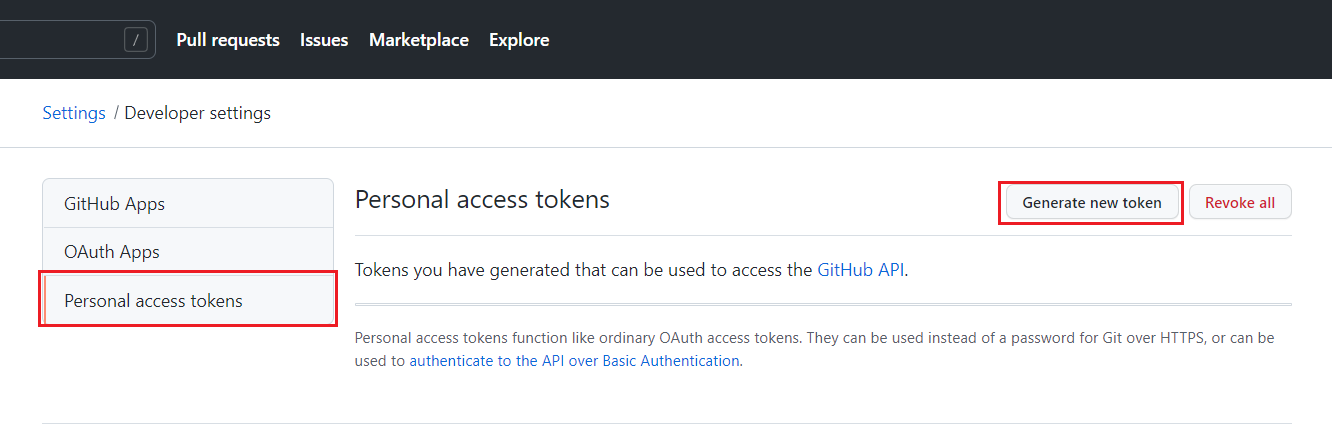 / Pull requests Issues Marketplace Explore
Settings / Developer settings
GitHub Apps
OAuth Apps
Personal access tokens
Personal access tokens
Generate new token
Revoke all
Tokens you have generated that can be used to access the GitHub API.
Personal access tokens function like ordinary OAuth access tokens. They can be used instead of a password for Git over HTTPS, or can be
used to authenticate to the API over Basic Authentication.